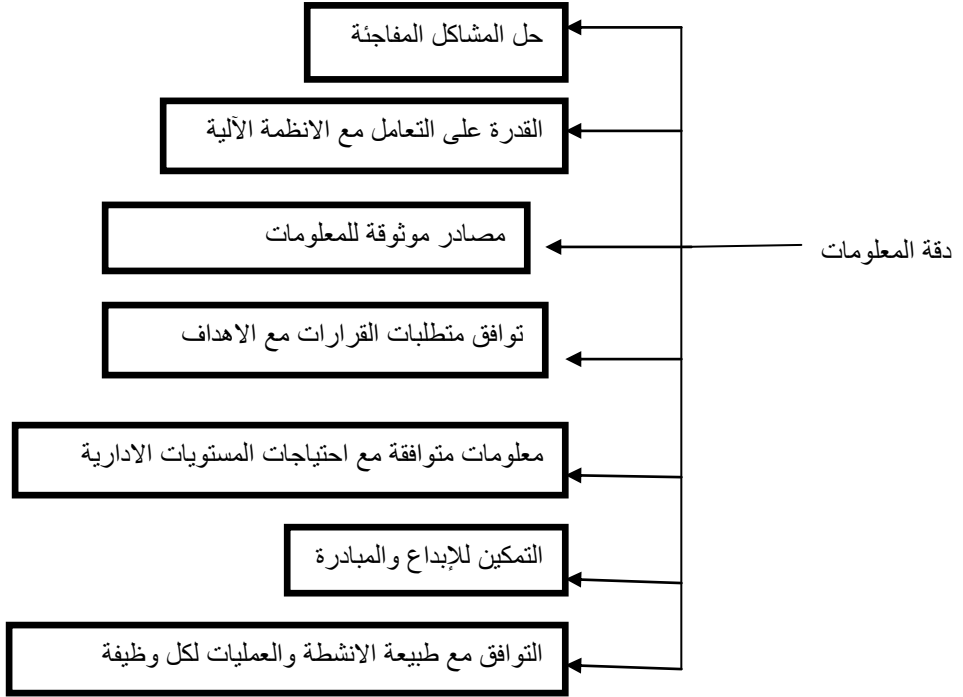 حل المشاكل المفاجئة
القدرة على التعامل مع الانظمة الآلية
مصادر موثوقة للمعلومات
دقة المعلومات
توافق متطلبات القرارات مع الاهداف
معلومات متوافقة مع احتياجات المستويات الادارية
التمكين للإبداع والمبادرة
التوافق مع طبيعة الانشطة والعمليات لكل وظيفة